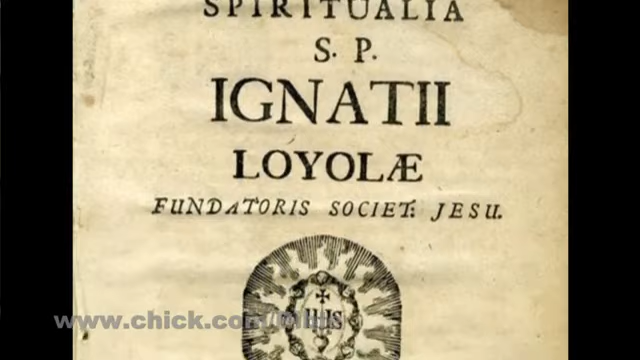 SPIRITUALIA
S. P.
IGNATII
LOYOLÆ
FUNDATORIS SOCIET: JESU.
IHS
www.chick.com/